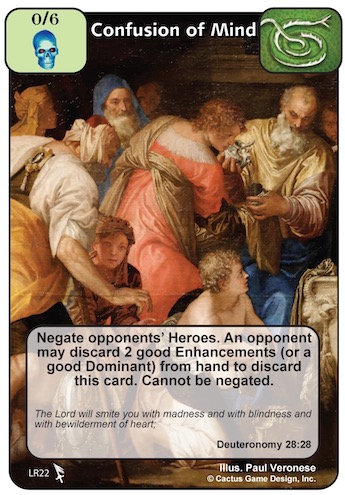 0/6
Confusion of Mind
Negate opponents’ Heroes. An opponent
may discard 2 good Enhancements (or a
good Dominant) from hand to discard
this card. Cannot be negated.
The Lord will smite you with madness and with blindness and
with bewilderment of heart;
Deuteronomy 28:28
Illus. Paul Veronese
LR22
© Cactus Game Design, Inc.